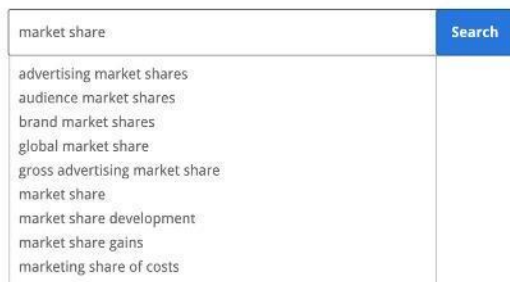 market share
Search
advertising market shares
audience market shares
brand market shares
global market share
gross advertising market share
market share
market share development
market share gains
marketing share of costs